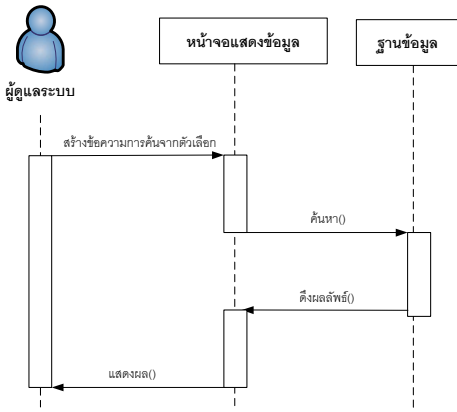 หน้าจอแสดงข้อมูล
ฐานข้อมูล
ผู้ดูแลระบบ
สร้างข้อความการค้นจากตัวเลือก
ค้นหา()
ดึงผลลัพธ์()
แสดงผล()